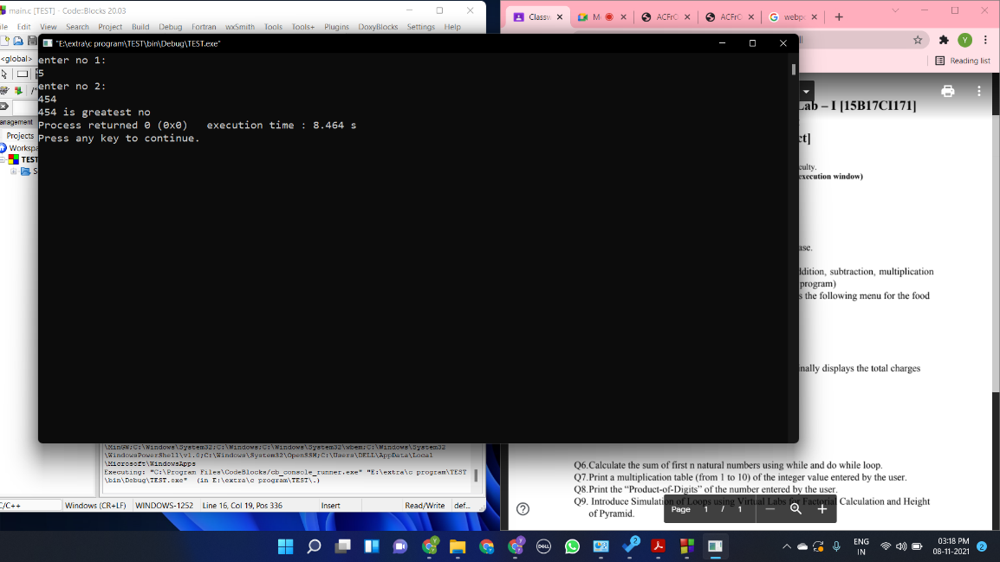 main.c [TEST] - Code::Blocks 20.03
File Edit View Search Project Build Debug Fortran wxSmith Tools Tools+ Plugins DoxyBlocks Settings Help
<global>
anagement
Projects
Workspa
TEST
S
"E:\extra\c program\TEST\bin\Debug\TEST.exe"
enter no 1:
5
enter no 2:
454
454 is greatest no
Process returned 0 (0x0)   execution time : 8.464 s
Press any key to continue.
\MinGW;C:\Windows\System32;C:\Windows;C:\Windows\System32\wbem;C:\Windows\System32
\WindowsPowerShell\v1.0;C:\Windows\System32\OpenSSH;C:\Users\DELL\AppData\Local
\Microsoft\WindowsApps
Executing: "C:\Program Files\CodeBlocks/cb_console_runner.exe" "E:\extra\c program\TEST
\bin\Debug\TEST.exe"  (in E:\extra\c program\TEST\.)
C/C++ Windows (CR+LF) WINDOWS-1252 Line 16, Col 19, Pos 336 Insert Read/Write def...
Classw M ACFrO ACFrO webpo
Y
Reading list
Lab – I [15B17CI171]
ct]
culty.
execution window)
ase.
ddition, subtraction, multiplication
program)
s the following menu for the food
inally displays the total charges
Q6.Calculate the sum of first n natural numbers using while and do while loop.
Q7.Print a multiplication table (from 1 to 10) of the integer value entered by the user.
Q8.Print the “Product-of-Digits” of the number entered by the user.
Q9. Introduce Simulation of Loops using Virtual Labs for Factorial Calculation and Height
of Pyramid.
Page 1 / 1
DELL
2
ENG
IN
03:18 PM
08-11-2021
2